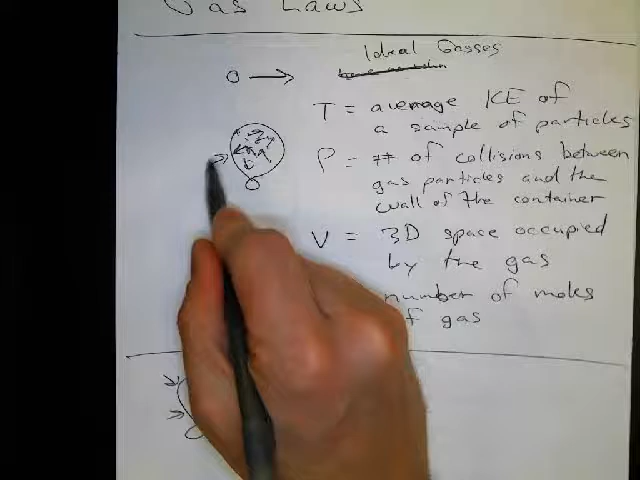 Gas Laws
Ideal Gasses
T = average KE of
a sample of particles
P = # of collisions between
gas particles and the
wall of the container
V = 3D space occupied
by the gas
number of moles
of gas